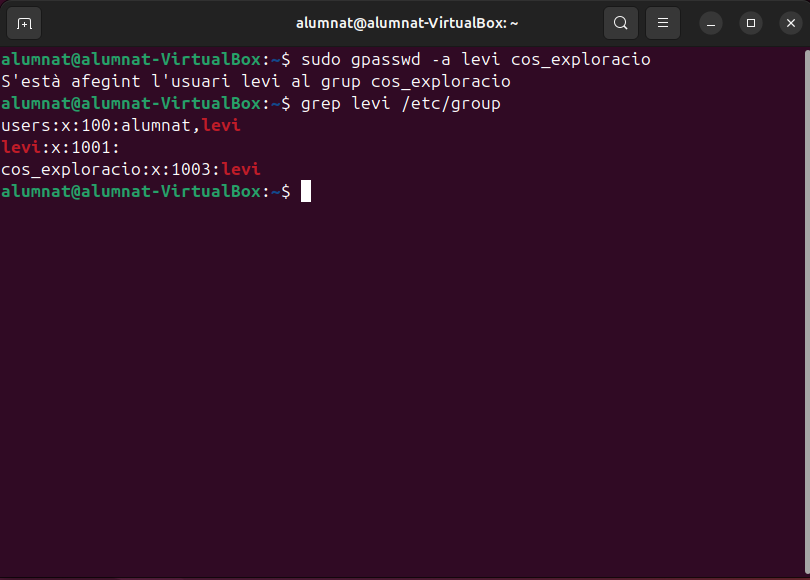 alumnat@alumnat-VirtualBox: ~
alumnat@alumnat-VirtualBox:~$ sudo gpasswd -a levi cos_exploracio
S'està afegint l'usuari levi al grup cos_exploracio
alumnat@alumnat-VirtualBox:~$ grep levi /etc/group
users:x:100:alumnat,levi
levi:x:1001:
cos_exploracio:x:1003:levi
alumnat@alumnat-VirtualBox:~$